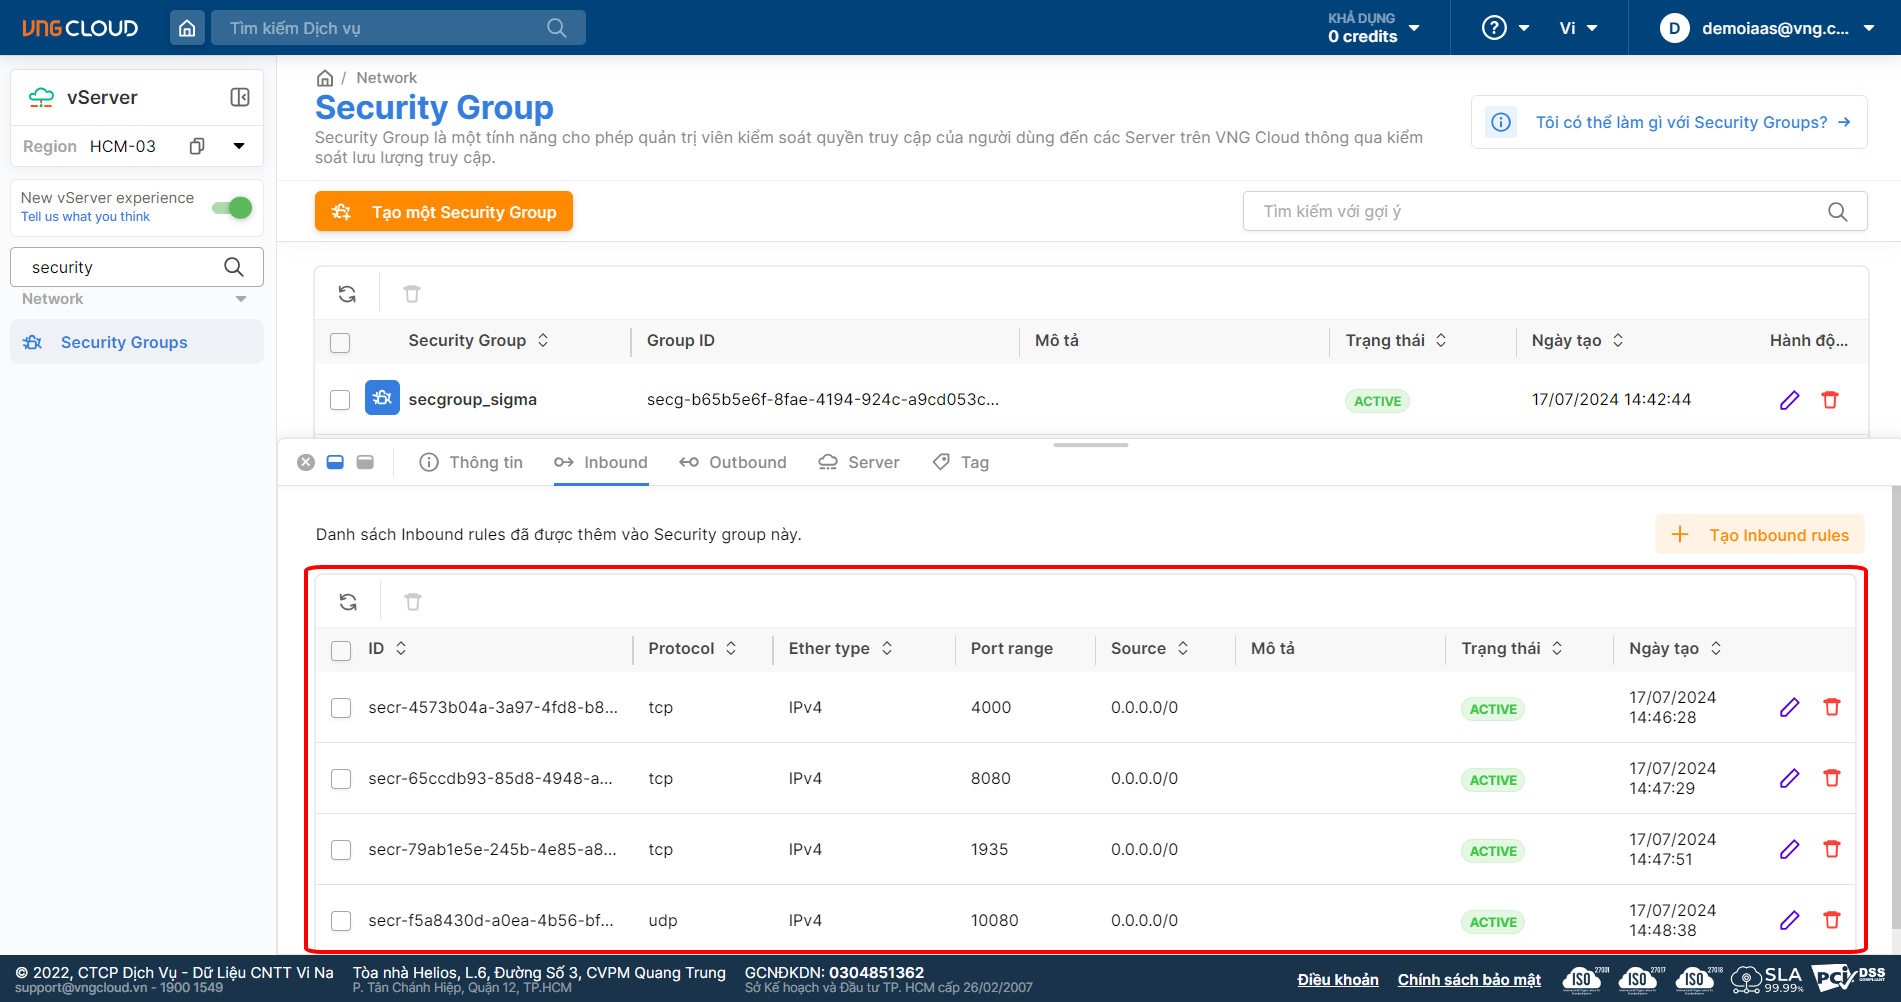 VNG CLOUD
Tìm kiếm Dịch vụ
KHẢ DỤNG
0 credits
Vi
D
demoiaas@vng.c...
vServer
Region HCM-03
New vServer experience
Tell us what you think
security
Network
Security Groups
/ Network
Security Group
Security Group là một tính năng cho phép quản trị viên kiểm soát quyền truy cập của người dùng đến các Server trên VNG Cloud thông qua kiểm
soát lưu lượng truy cập.
Tôi có thể làm gì với Security Groups?
Tạo một Security Group
Tìm kiếm với gợi ý
Security Group Group ID Mô tả Trạng thái Ngày tạo Hành độ...
secgroup_sigma secg-b65b5e6f-8fae-4194-924c-a9cd053c... ACTIVE 17/07/2024 14:42:44
Thông tin Inbound Outbound Server Tag
Danh sách Inbound rules đã được thêm vào Security group này.
Tạo Inbound rules
ID Protocol Ether type Port range Source Mô tả Trạng thái Ngày tạo
secr-4573b04a-3a97-4fd8-b8... tcp IPv4 4000 0.0.0.0/0 ACTIVE 17/07/2024
14:46:28
secr-65ccdb93-85d8-4948-a... tcp IPv4 8080 0.0.0.0/0 ACTIVE 17/07/2024
14:47:29
secr-79ab1e5e-245b-4e85-a8... tcp IPv4 1935 0.0.0.0/0 ACTIVE 17/07/2024
14:47:51
secr-f5a8430d-a0ea-4b56-bf... udp IPv4 10080 0.0.0.0/0 ACTIVE 17/07/2024
14:48:38
© 2022, CTCP Dịch Vụ - Dữ Liệu CNTT Vi Na
support@vngcloud.vn - 1900 1549
Tòa nhà Helios, L.6, Đường Số 3, CVPM Quang Trung
P. Tân Chánh Hiệp, Quận 12, TP.HCM
GCNĐKDN: 0304851362
Sở Kế hoạch và Đầu tư TP. HCM cấp 26/02/2007
Điều khoản
Chính sách bảo mật
ISO 27001
ISO 27017
ISO 27018
SLA
99.99%
PCI DSS
COMPLIANT